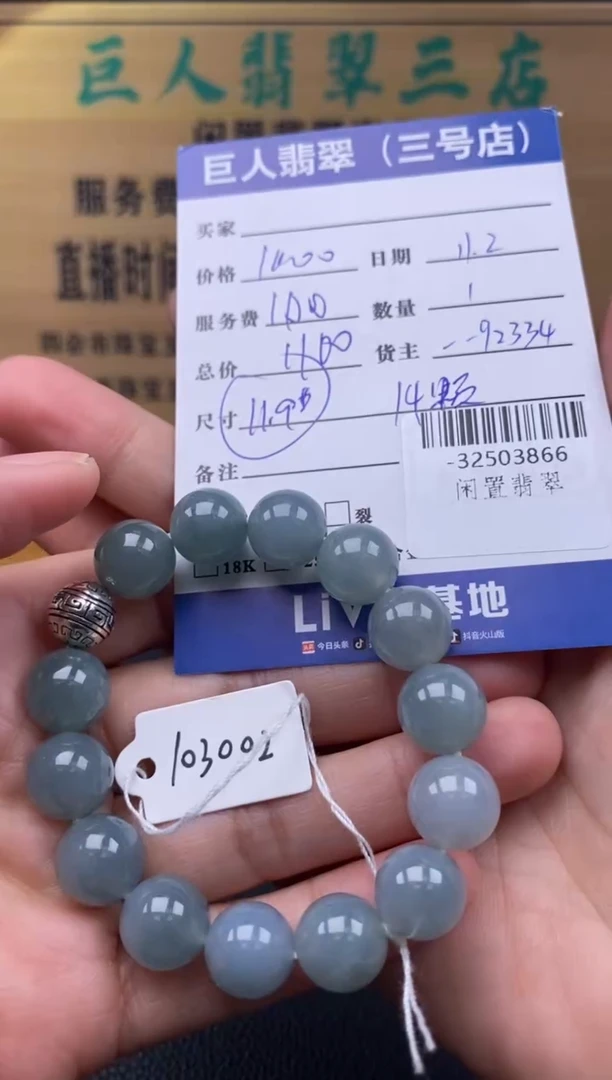 巨人翡翠三店
服务费
直播时间
巨人翡翠（三号店）
买家
价格 1000 日期 11.2
服务费 100 数量 1
总价 1100 货主 --92334
尺寸 11.9 14颗
-32503866
闲置翡翠
备注
裂
18K
Li 基地
今日头条 抖音火山版
103002